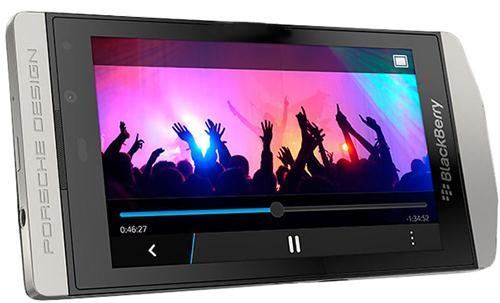 PORSCHE DESIGN
0:46:27
-1:34:52
BlackBerry